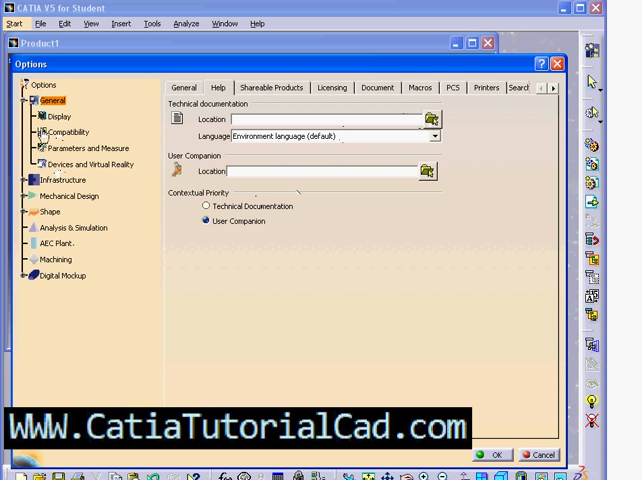 CATIA V5 for Student
Start File Edit View Insert Tools Analyze Window Help
Product1
Options
Options
General
Display
Compatibility
Parameters and Measure
Devices and Virtual Reality
Infrastructure
Mechanical Design
Shape
Analysis & Simulation
AEC Plant
Machining
Digital Mockup
General Help Shareable Products Licensing Document Macros PCS Printers Search
Technical documentation
Location
Language Environment language (default)
User Companion
Location
Contextual Priority
Technical Documentation
User Companion
WWW.CatiaTutorialCad.com
OK Cancel